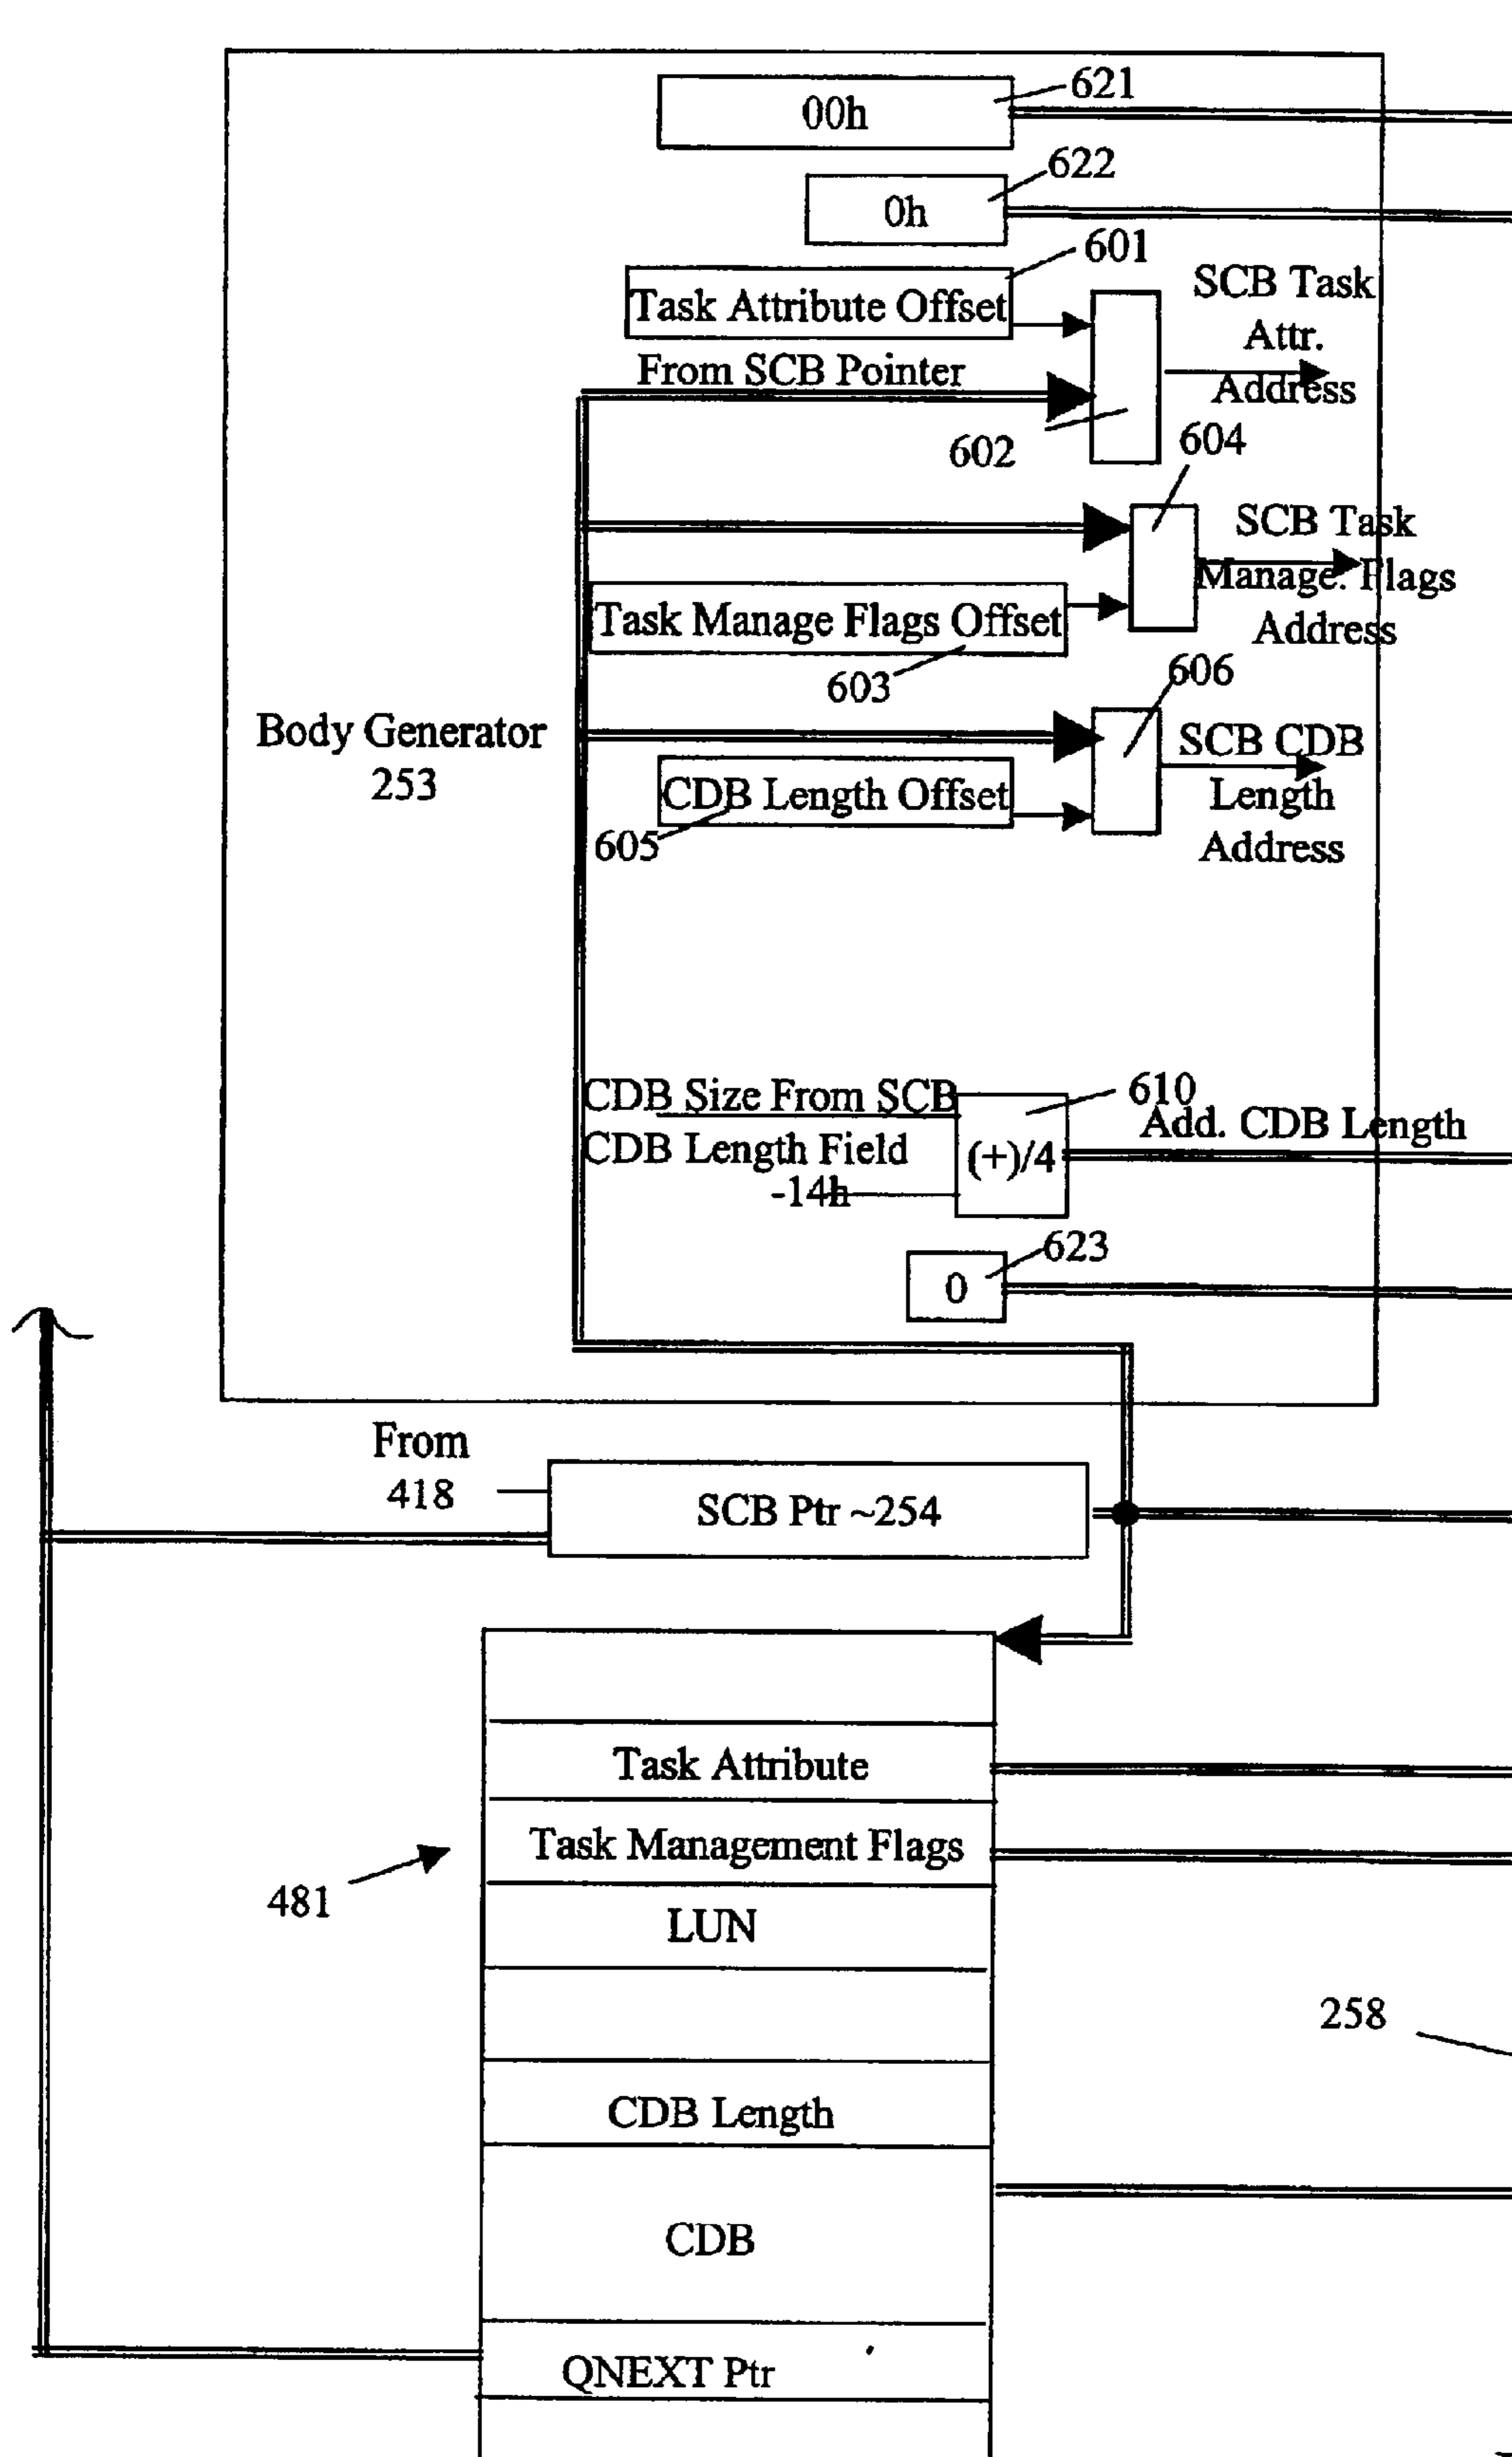 621
00h
622
0h
601
Task Attribute Offset
SCB Task
Attr.
Address
From SCB Pointer
602
604
SCB Task
Manage. Flags
Address
Task Manage Flags Offset
603
606
Body Generator
253
SCB CDB
Length
Address
CDB Length Offset
605
CDB Size From SCB
CDB Length Field
-14h
610
(+)/4
Add. CDB Length
623
0
From
418
SCB Ptr ~254
Task Attribute
Task Management Flags
481
LUN
258
CDB Length
CDB
QNEXT Ptr